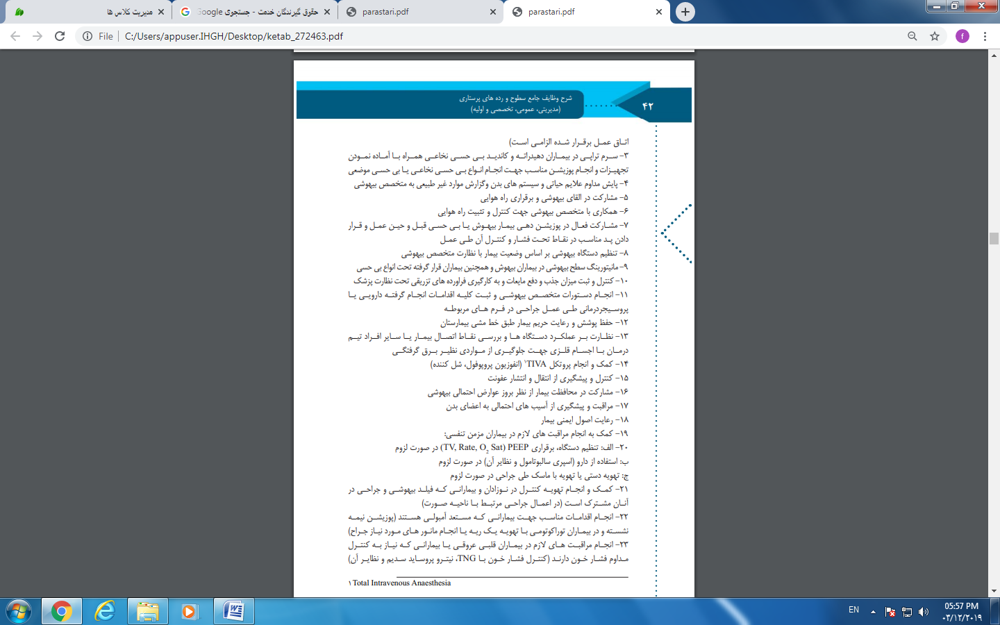 مدیریت کلاس ها
حقوق گیرندگان خدمت - جستجوی Google
parastari.pdf
parastari.pdf
File
C:/Users/appuser.IHGH/Desktop/ketab_272463.pdf
f
شرح وظایف جامع سطوح و رده های پرستاری
(مدیریتی، عمومی، تخصصی و اولیه)
۴۲
اتاق عمل برقرار شده الزامی است)
۳- سرم تراپی در بیماران دهیدراته و کاندید بی حسی نخاعی همراه با آماده نمودن
تجهیزات و انجام پوزیشن مناسب جهت انجام انواع بی حسی نخاعی یا بی حسی موضعی
۴- پایش مداوم علایم حیاتی و سیستم های بدن وگزارش موارد غیر طبیعی به متخصص بیهوشی
۵- مشارکت در القای بیهوشی و برقراری راه هوایی
۶- همکاری با متخصص بیهوشی جهت کنترل و تثبیت راه هوایی
۷- مشارکت فعال در پوزیشن دهی بیمار بیهوش یا بی حسی قبل و حین عمل و قرار
دادن پد مناسب در نقاط تحت فشار و کنترل آن طی عمل
۸- تنظیم دستگاه بیهوشی بر اساس وضعیت بیمار با نظارت متخصص بیهوشی
۹- مانیتورینگ سطح بیهوشی در بیماران بیهوش و همچنین بیماران قرار گرفته تحت انواع بی حسی
۱۰- کنترل و ثبت میزان جذب و دفع مایعات و به کارگیری فراورده های تزریقی تحت نظارت پزشک
۱۱- انجام دستورات متخصص بیهوشی و ثبت کلیه اقدامات انجام گرفته دارویی یا
پروسیجردرمانی طی عمل جراحی در فرم های مربوطه
۱۲- حفظ پوشش و رعایت حریم بیمار طبق خط مشی بیمارستان
۱۳- نظارت بر عملکرد دستگاه ها و بررسی نقاط اتصال بیمار یا سایر افراد تیم
درمان با اجسام فلزی جهت جلوگیری از مواردی نظیر برق گرفتگی
۱۴- کمک و انجام پروتکل TIVA¹ (انفوزیون پروپوفول، شل کننده)
۱۵- کنترل و پیشگیری از انتقال و انتشار عفونت
۱۶- مشارکت در محافظت بیمار از نظر بروز عوارض احتمالی بیهوشی
۱۷- مراقبت و پیشگیری از آسیب های احتمالی به اعضای بدن
۱۸- رعایت اصول ایمنی بیمار
۱۹- کمک به انجام مراقبت های لازم در بیماران مزمن تنفسی:
۲۰- الف: تنظیم دستگاه، برقراری TV, Rate, O₂ Sat) PEEP) در صورت لزوم
ب: استفاده از دارو (اسپری سالبوتامول و نظایر آن) در صورت لزوم
ج: تهویه دستی یا تهویه با ماسک طی جراحی در صورت لزوم
۲۱- کمک و انجام تهویه کنترل در نوزادان و بیمارانی که فیلد بیهوشی و جراحی در
آنان مشترک است (در اعمال جراحی مرتبط با ناحیه صورت)
۲۲- انجام اقدامات مناسب جهت بیمارانی که مستعد آمبولی هستند (پوزیشن نیمه
نشسته و در بیماران توراکوتومی با تهویه یک ریه یا انجام مانور های مورد نیاز جراح)
۲۳- انجام مراقبت های لازم در بیماران قلبی عروقی یا بیمارانی که نیاز به کنترل
مداوم فشار خون دارند (کنترل فشار خون با TNG، نیترو پروساید سدیم و نظایر آن)
۱ Total Intravenous Anaesthesia
EN
05:57 PM
۰۳/۱۲/۲۰۱۹